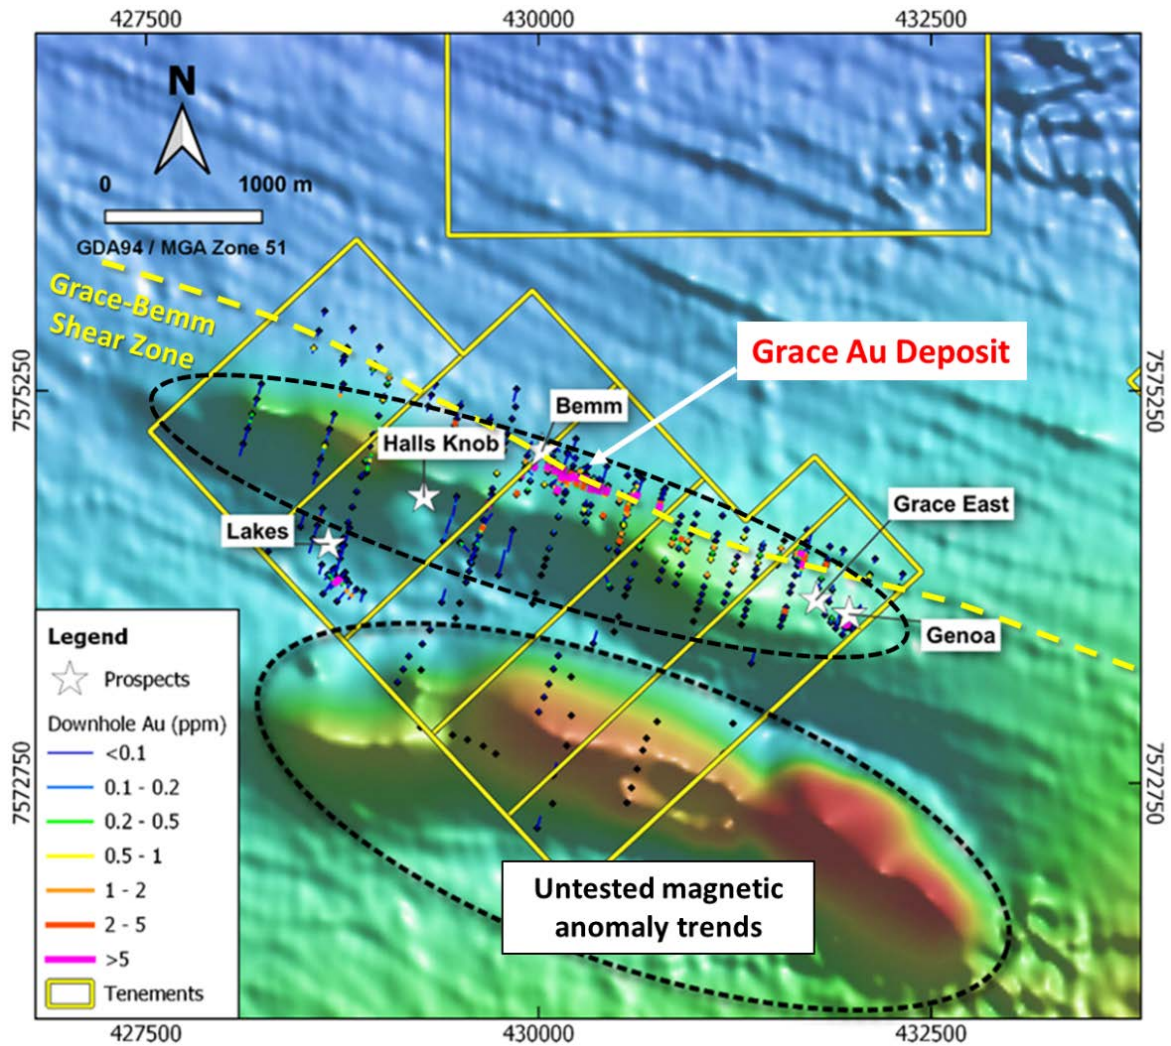 427500
430000
432500
N
0
1000 m
GDA94 / MGA Zone 51
Grace-Bemm
Shear Zone
7575250
7575250
Grace Au Deposit
Bemm
Halls Knob
Grace East
Lakes
Genoa
7572750
7572750
Legend
Prospects
Downhole Au (ppm)
<0.1
0.1 - 0.2
0.2 - 0.5
0.5 - 1
1 - 2
2 - 5
>5
Tenements
Untested magnetic
anomaly trends
427500
430000
432500